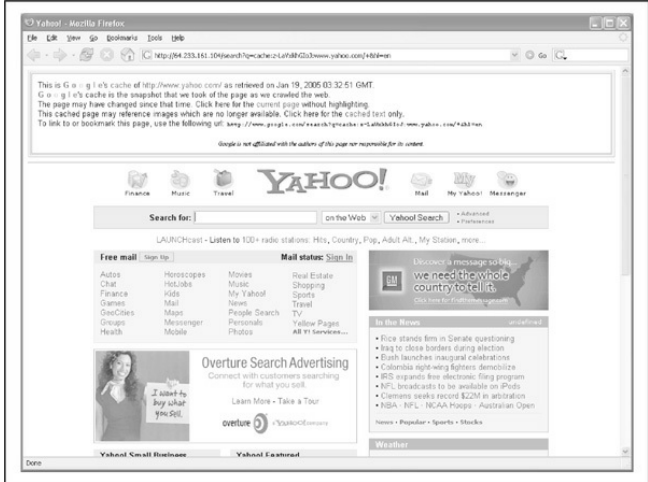 Yahoo! - Mozilla Firefox
File Edit View Go Bookmarks Tools Help
Go
This is G o o g l e's cache of http://www.yahoo.com/ as retrieved on Jan 19, 2005 03:32:51 GMT.
G o o g l e's cache is the snapshot that we took of the page as we crawled the web.
The page may have changed since that time. Click here for the current page without highlighting.
This cached page may reference images which are no longer available. Click here for the cached text only.
To link to or bookmark this page, use the following url:
Google is not affiliated with the authors of this page nor responsible for its content.
Finance Music Travel YAHOO! Mail My Yahoo! Messenger
Search for: on the Web Yahoo! Search • Advanced
• Preferences
LAUNCHcast - Listen to 100+ radio stations: Hits, Country, Pop, Adult Alt., My Station, more...
Free mail Sign Up Mail status: Sign In
Autos Horoscopes Movies Real Estate
Chat HotJobs Music Shopping
Finance Kids My Yahoo! Sports
Games Mail News Travel
GeoCities Maps People Search TV
Groups Messenger Personals Yellow Pages
Health Mobile Photos All Y! Services...
GM
Discover a message so big...
we need the whole
country to tell it.
In the News undefined
• Rice stands firm in Senate questioning
• Iraq to close borders during election
• Bush launches inaugural celebrations
• Colombia right-wing fighters demobilize
• IRS expands free electronic filing program
• NFL broadcasts to be available on iPods
• Clemens seeks record $22M in arbitration
• NBA · NFL · NCAA Hoops · Australian Open
News • Popular • Sports • Stocks
Weather
I want to
buy what
you sell.
Overture Search Advertising
Connect with customers searching
for what you sell.
Learn More - Take a Tour
overture
Yahoo! Small Business Yahoo! Featured
Done